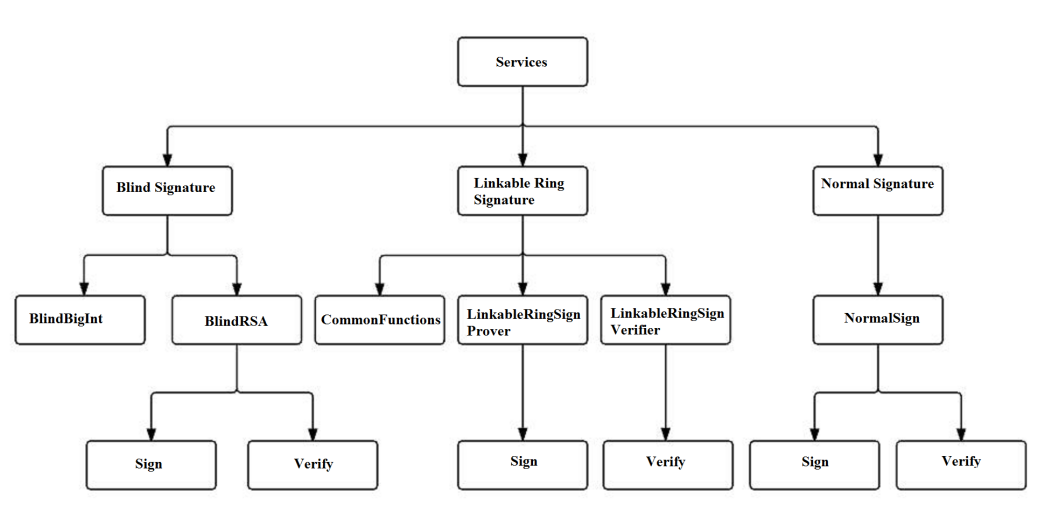 Services
Blind Signature
Linkable Ring
Signature
Normal Signature
BlindBigInt
BlindRSA
CommonFunctions
LinkableRingSign
Prover
LinkableRingSign
Verifier
NormalSign
Sign
Verify
Sign
Verify
Sign
Verify